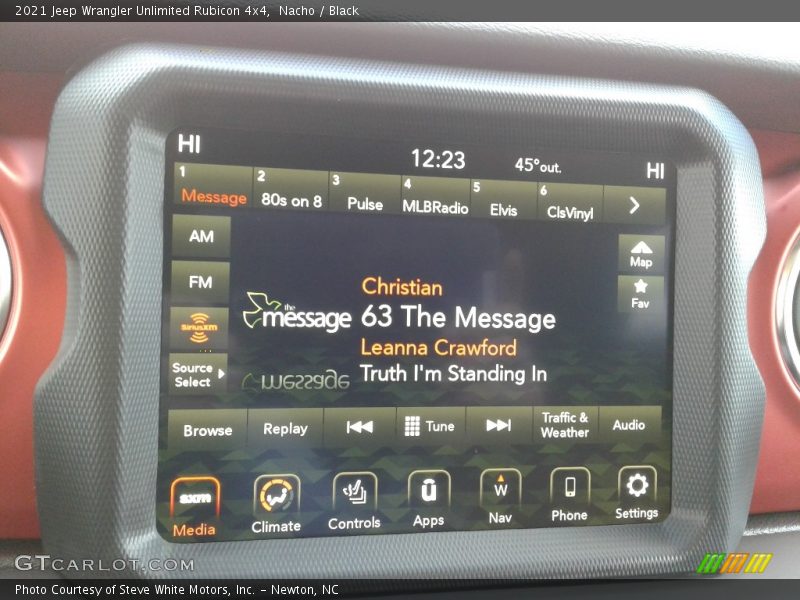 2021 Jeep Wrangler Unlimited Rubicon 4x4, Nacho / Black
HI 12:23 45°out. HI
1 Message 2 80s on 8 3 Pulse 4 MLBRadio 5 Elvis 6 ClsVinyl >
AM
Map
FM
Fav
Christian
the message 63 The Message
SiriusXM
Leanna Crawford
Source Select
message Truth I'm Standing In
Browse Replay Tune Traffic & Weather Audio
sxm W
Media Climate Controls Apps Nav Phone Settings
GTCARLOT.COM
Photo Courtesy of Steve White Motors, Inc. – Newton, NC